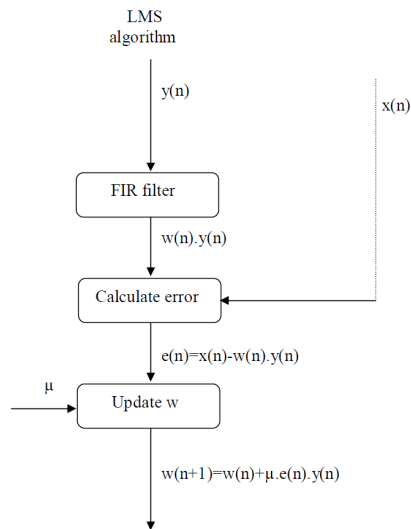 LMS
algorithm
y(n)
x(n)
FIR filter
w(n).y(n)
Calculate error
e(n)=x(n)-w(n).y(n)
μ
Update w
w(n+1)=w(n)+μ.e(n).y(n)